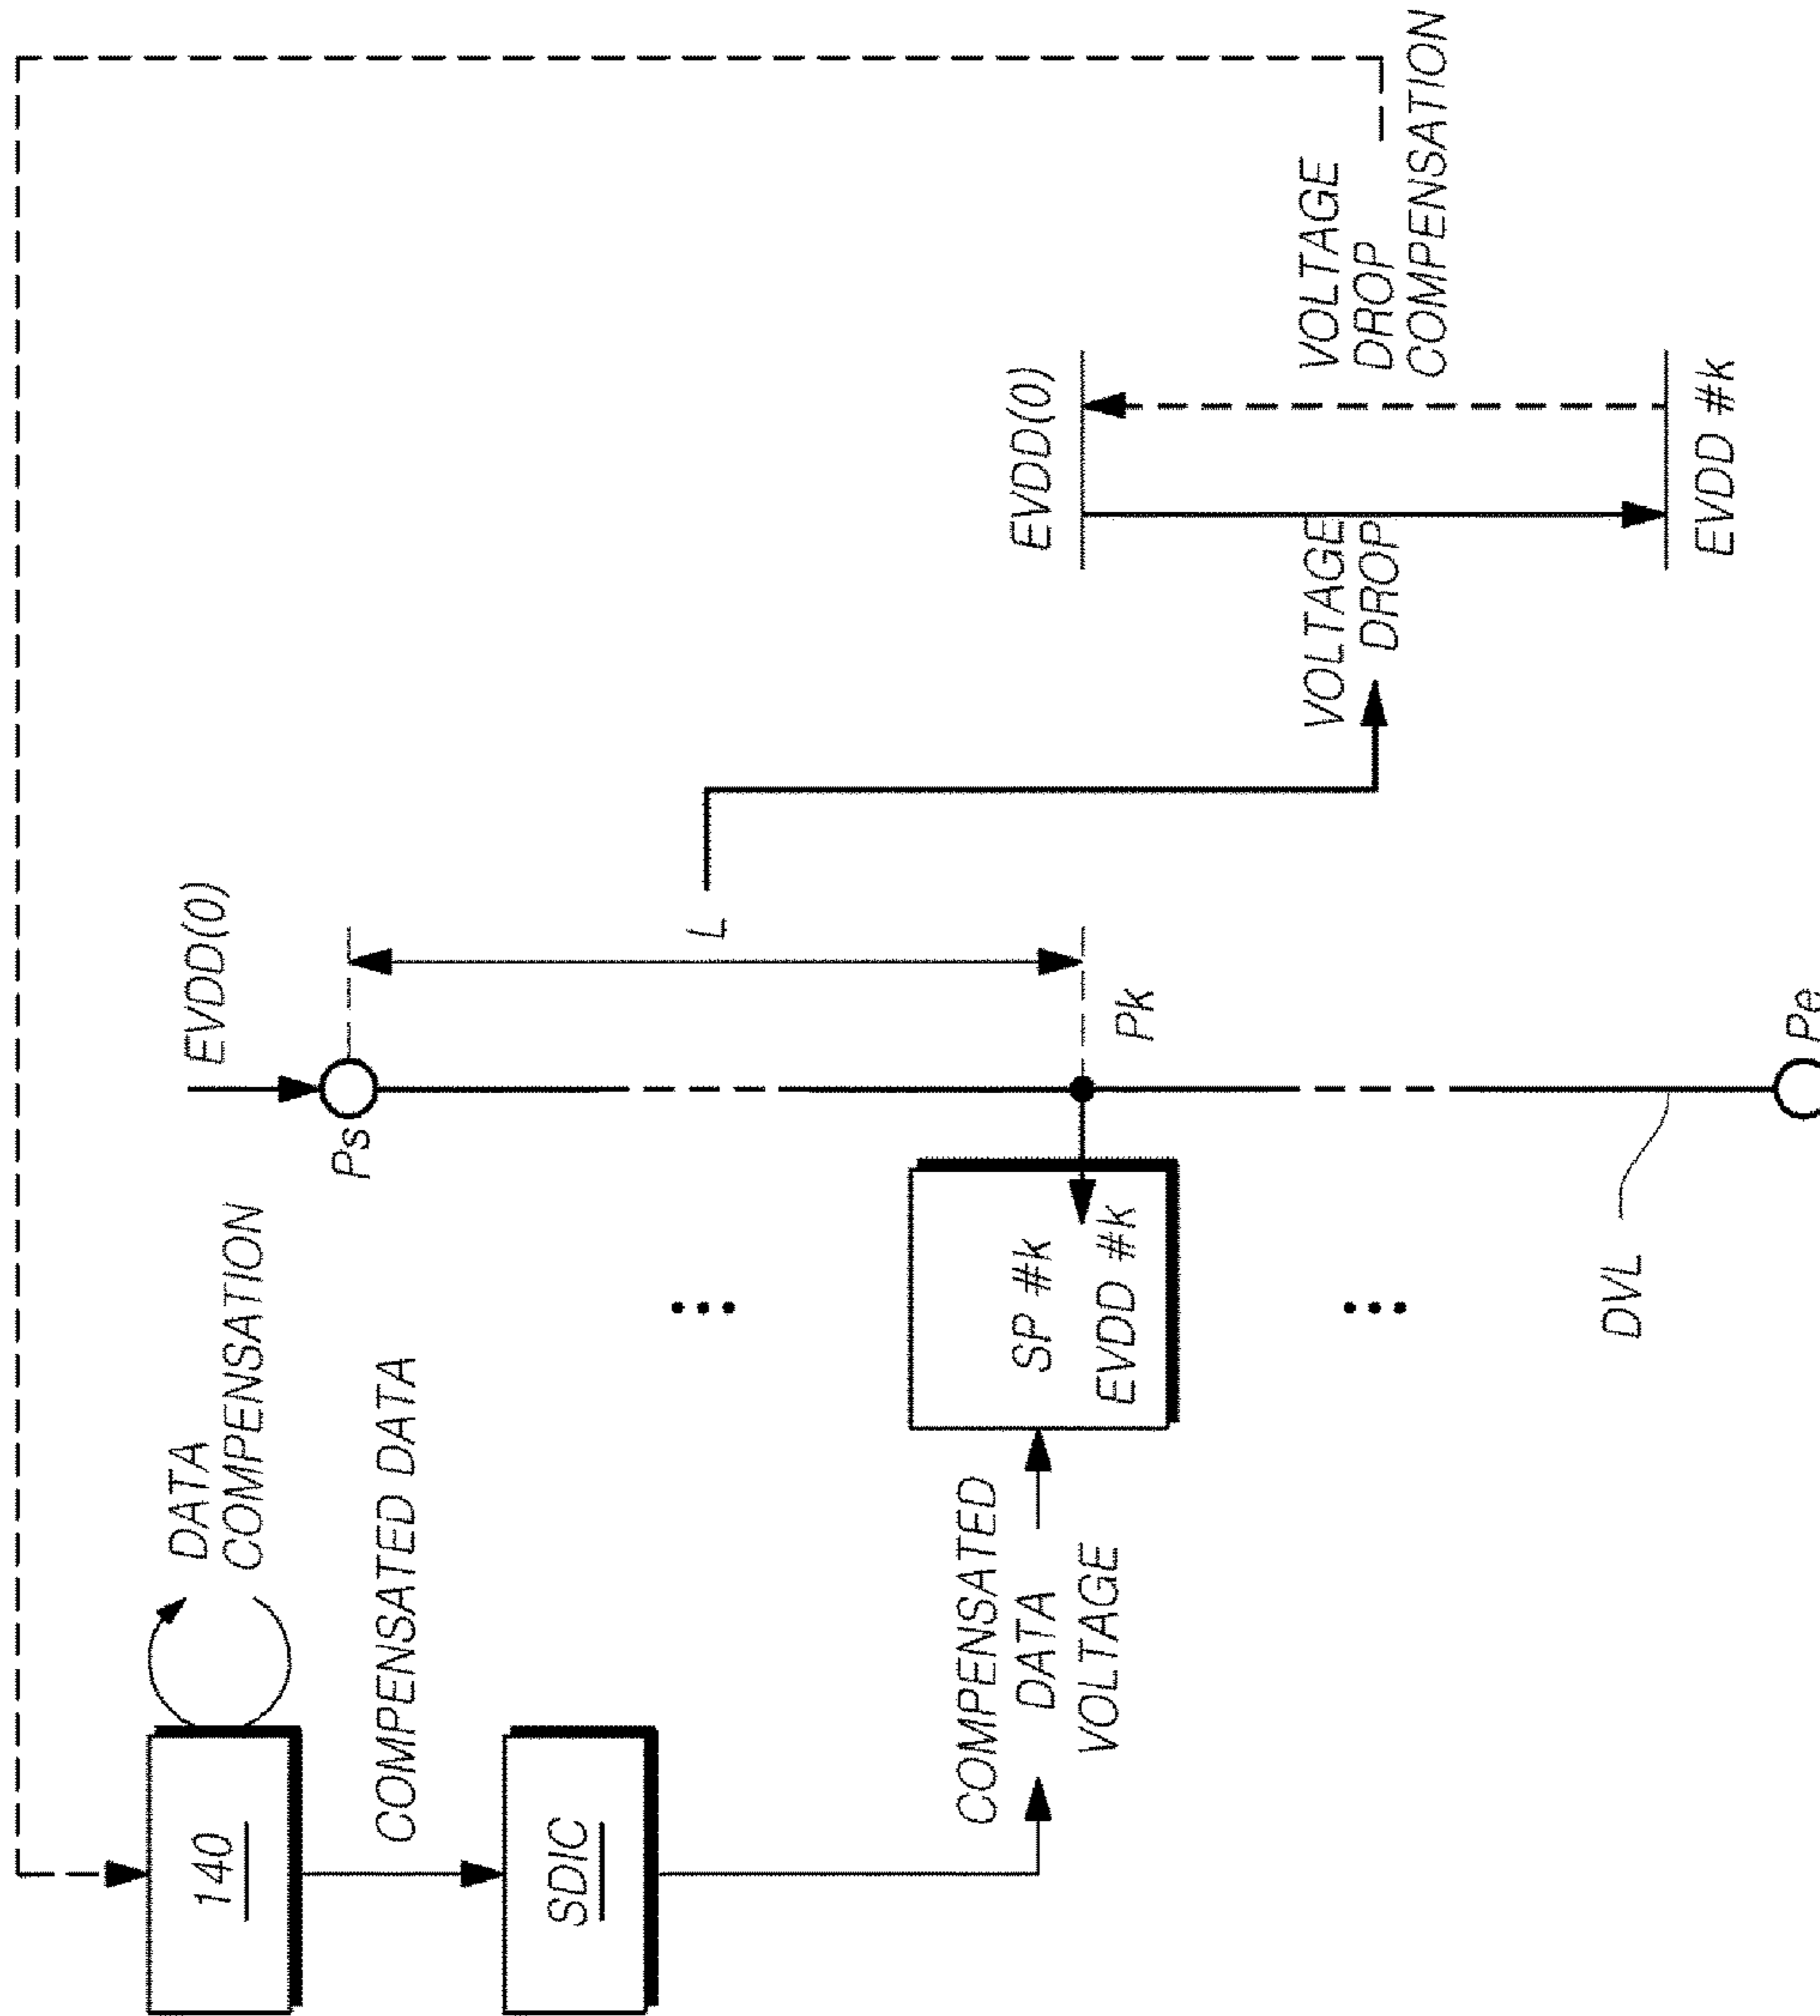 140
DATA
COMPENSATION
COMPENSATED DATA
SDIC
COMPENSATED
DATA
VOLTAGE
SP #k
EVDD #k
EVDD(0)
Ps
L
Pk
DVL
Pe
VOLTAGE
DROP
EVDD(0)
EVDD #k
VOLTAGE
DROP
COMPENSATION